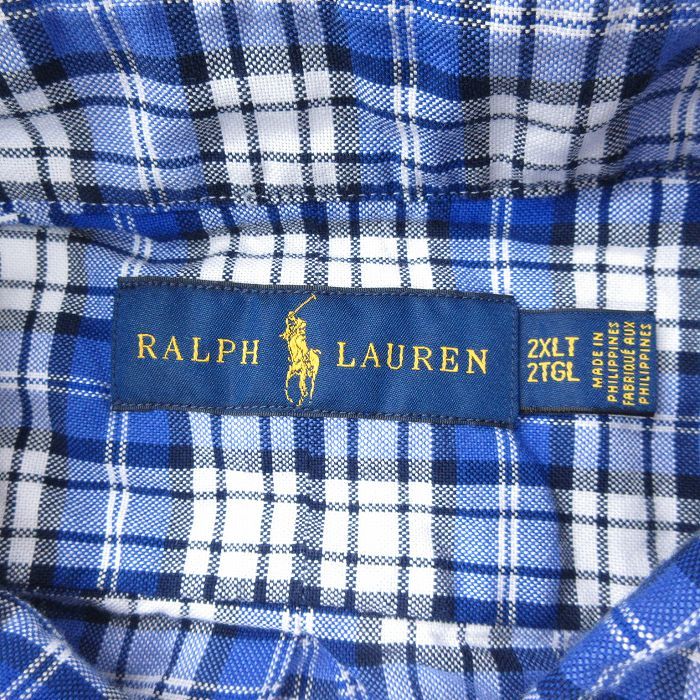 RALPH LAUREN
2XLT
2TGL
MADE IN
PHILIPPINES
FABRIQUÉ AUX
PHILIPPINES